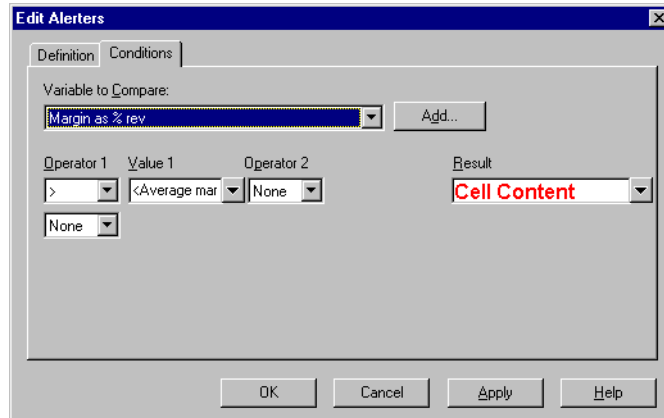 Edit Alerters
Definition Conditions
Variable to Compare:
Margin as % rev Add...
Operator 1 Value 1 Operator 2 Result
> <Average mar None Cell Content
None
OK Cancel Apply Help